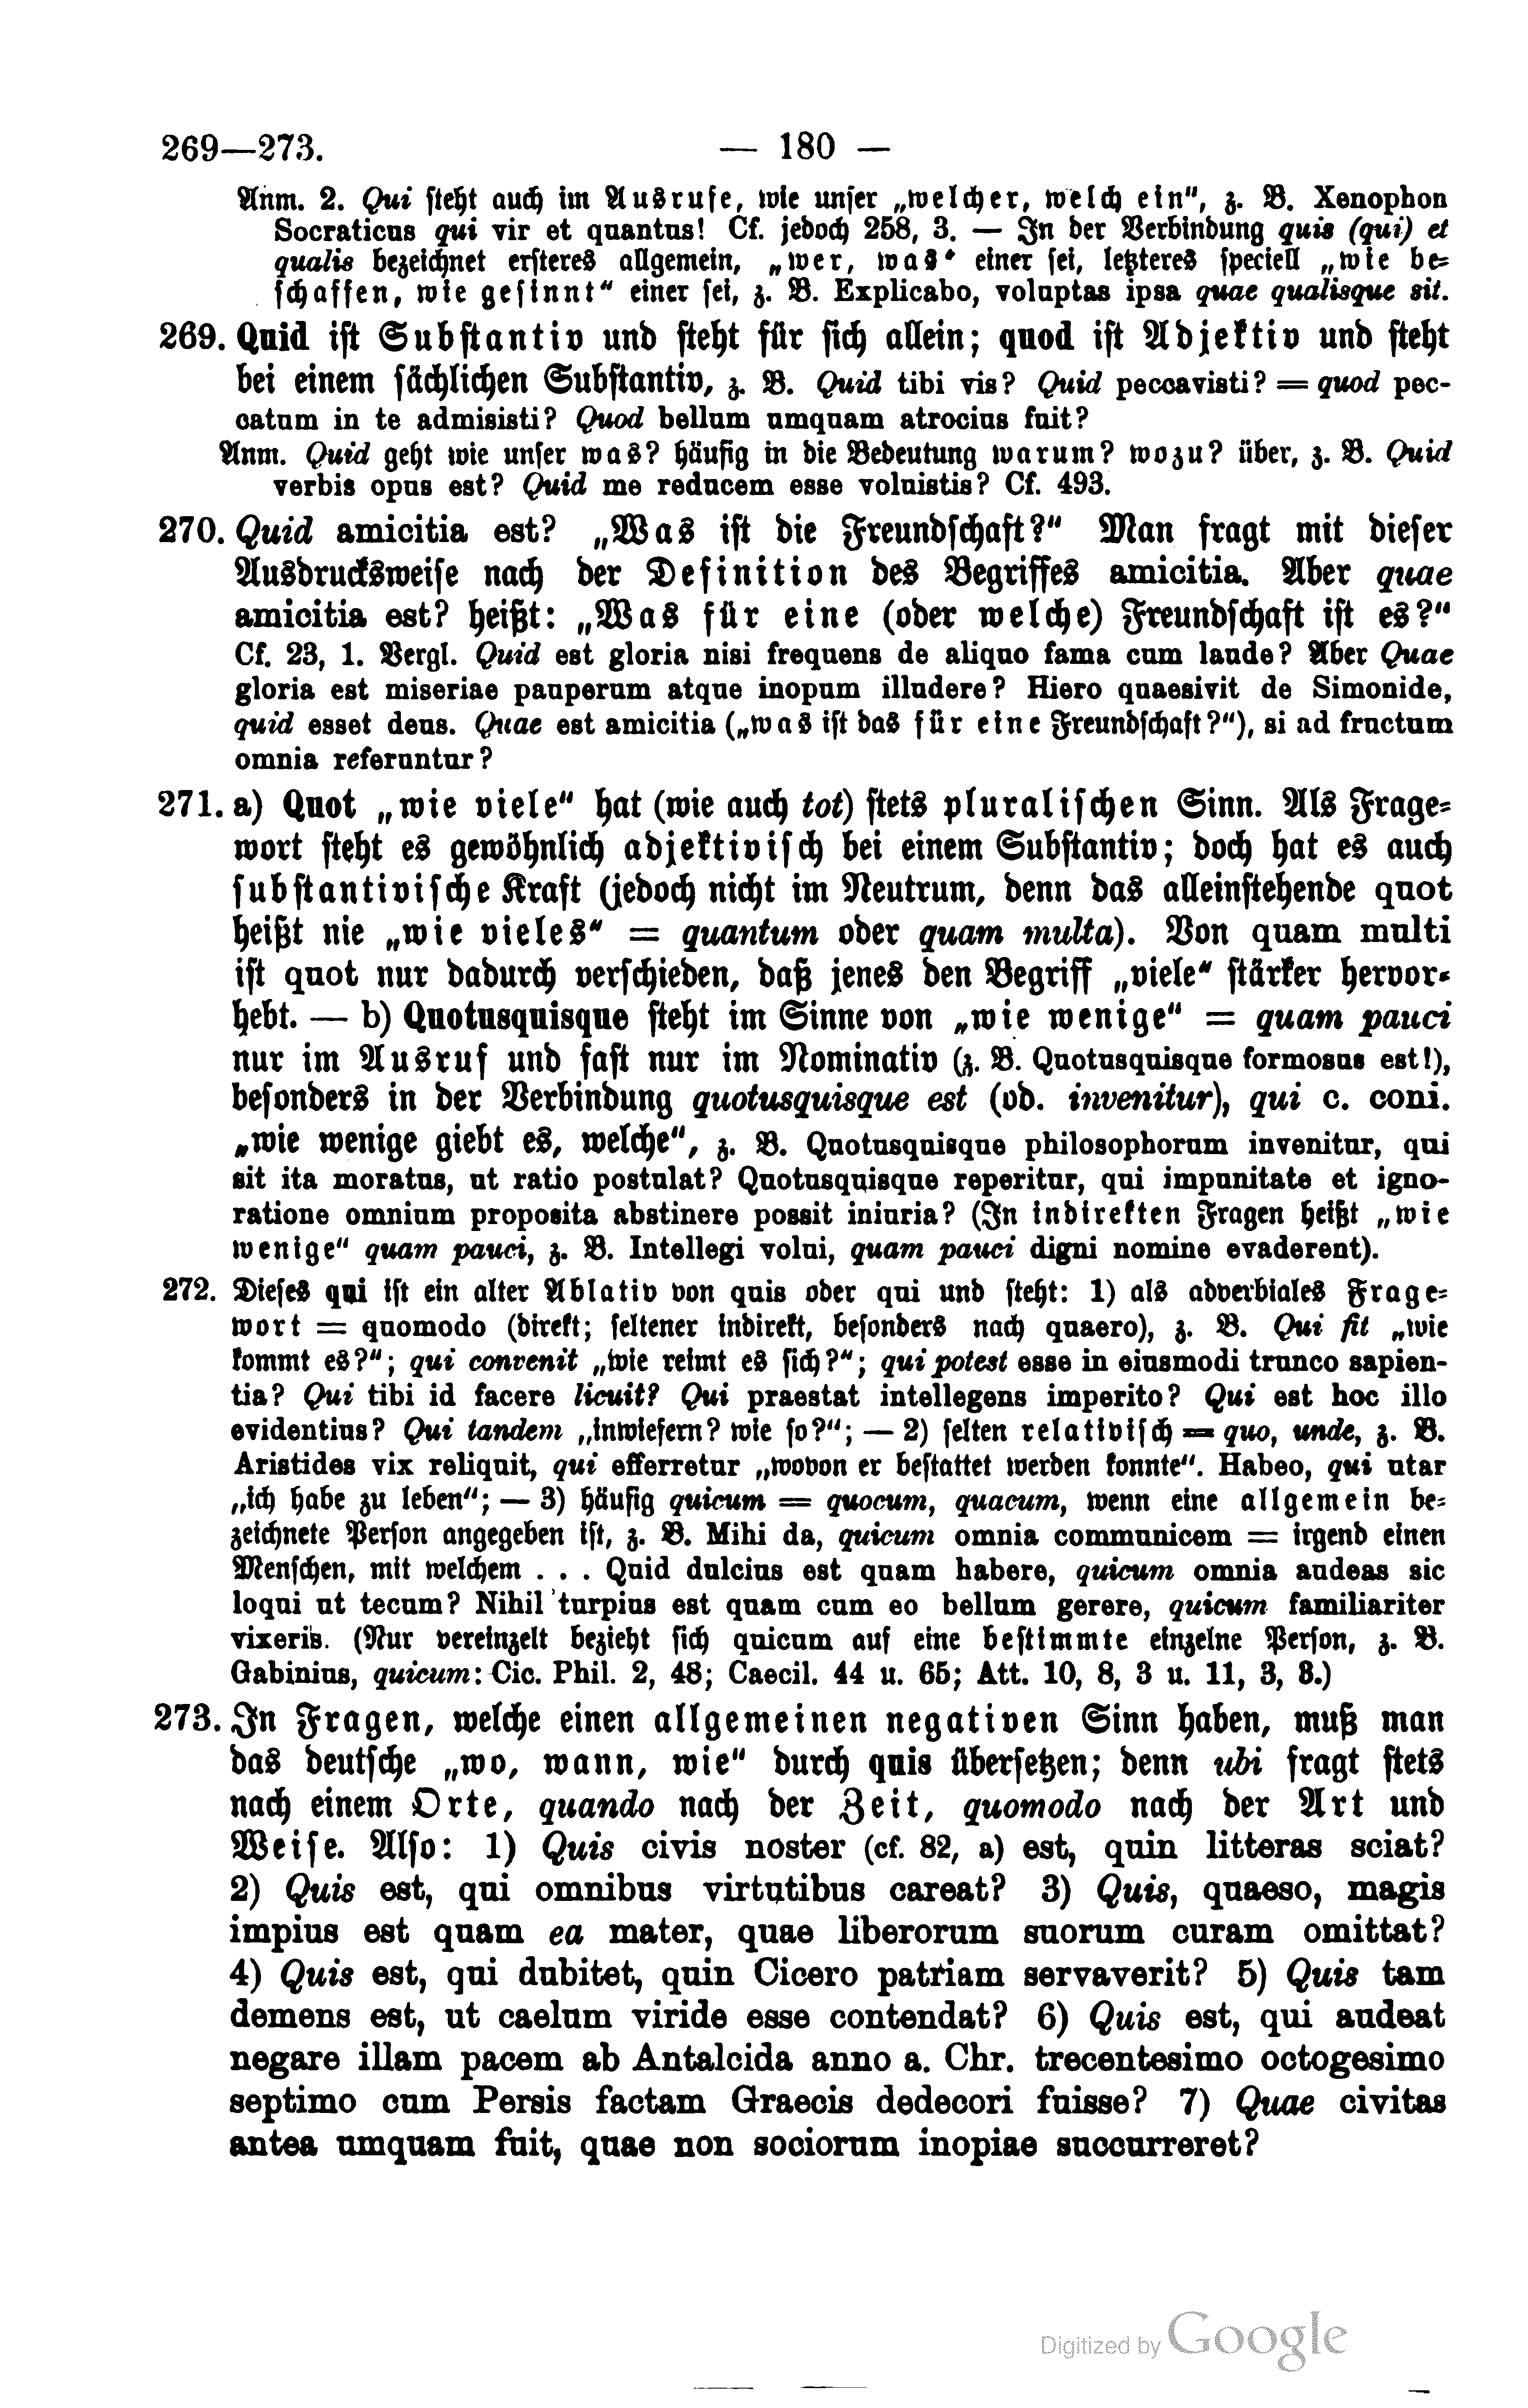 269—273. — 180 —
Anm. 2. Qui steht auch im Ausrufe, wie unser „welcher, welch ein", z. B. Xenophon
Socraticus qui vir et quantus! Cf. jedoch 258, 3. — In der Verbindung quis (qui) et
qualis bezeichnet ersteres allgemein, „wer, was" einer sei, letzteres speciell „wie be-
schaffen, wie gesinnt" einer sei, z. B. Explicabo, voluptas ipsa quae qualisque sit.
269. Quid ist Substantiv und steht für sich allein; quod ist Adjektiv und steht
bei einem sächlichen Substantiv, z. B. Quid tibi vis? Quid peccavisti? = quod pec-
catum in te admisisti? Quod bellum umquam atrocius fuit?
Anm. Quid geht wie unser was? häufig in die Bedeutung warum? wozu? über, z. B. Quid
verbis opus est? Quid me reducem esse voluistis? Cf. 493.
270. Quid amicitia est? „Was ist die Freundschaft?" Man fragt mit dieser
Ausdrucksweise nach der Definition des Begriffes amicitia. Aber quae
amicitia est? heißt: „Was für eine (oder welche) Freundschaft ist es?"
Cf. 23, 1. Vergl. Quid est gloria nisi frequens de aliquo fama cum laude? Aber Quae
gloria est miseriae pauperum atque inopum illudere? Hiero quaesivit de Simonide,
quid esset deus. Quae est amicitia („was ist das für eine Freundschaft?"), si ad fructum
omnia referuntur?
271. a) Quot „wie viele" hat (wie auch tot) stets pluralischen Sinn. Als Frage-
wort steht es gewöhnlich adjektivisch bei einem Substantiv; doch hat es auch
substantivische Kraft (jedoch nicht im Neutrum, denn das alleinstehende quot
heißt nie „wie vieles" = quantum oder quam multa). Von quam multi
ist quot nur dadurch verschieden, daß jenes den Begriff „viele" stärker hervor-
hebt. — b) Quotusquisque steht im Sinne von „wie wenige" = quam pauci
nur im Ausruf und fast nur im Nominativ (z. B. Quotusquisque formosus est!),
besonders in der Verbindung quotusquisque est (od. invenitur), qui c. coni.
„wie wenige giebt es, welche", z. B. Quotusquisque philosophorum invenitur, qui
sit ita moratus, ut ratio postulat? Quotusquisque reperitur, qui impunitate et igno-
ratione omnium proposita abstinere possit iniuria? (In indirekten Fragen heißt „wie
wenige" quam pauci, z. B. Intellegi volui, quam pauci digni nomine evaderent).
272. Dieses qui ist ein alter Ablativ von quis oder qui und steht: 1) als adverbiales Frage-
wort = quomodo (direkt; seltener indirekt, besonders nach quaero), z. B. Qui fit „wie
kommt es?"; qui convenit „wie reimt es sich?"; qui potest esse in eiusmodi trunco sapien-
tia? Qui tibi id facere licuit? Qui praestat intellegens imperito? Qui est hoc illo
evidentius? Qui tandem „inwiefern? wie so?"; — 2) selten relativisch = quo, unde, z. B.
Aristides vix reliquit, qui efferretur „wovon er bestattet werden konnte". Habeo, qui utar
„ich habe zu leben"; — 3) häufig quicum = quocum, quacum, wenn eine allgemein be-
zeichnete Person angegeben ist, z. B. Mihi da, quicum omnia communicem = irgend einen
Menschen, mit welchem . . . Quid dulcius est quam habere, quicum omnia audeas sic
loqui ut tecum? Nihil turpius est quam cum eo bellum gerere, quicum familiariter
vixeris. (Nur vereinzelt bezieht sich quicum auf eine bestimmte einzelne Person, z. B.
Gabinius, quicum: Cic. Phil. 2, 48; Caecil. 44 u. 65; Att. 10, 8, 3 u. 11, 3, 3.)
273. In Fragen, welche einen allgemeinen negativen Sinn haben, muß man
das deutsche „wo, wann, wie" durch quis übersetzen; denn ubi fragt stets
nach einem Orte, quando nach der Zeit, quomodo nach der Art und
Weise. Also: 1) Quis civis noster (cf. 82, a) est, quin litteras sciat?
2) Quis est, qui omnibus virtutibus careat? 3) Quis, quaeso, magis
impius est quam ea mater, quae liberorum suorum curam omittat?
4) Quis est, qui dubitet, quin Cicero patriam servaverit? 5) Quis tam
demens est, ut caelum viride esse contendat? 6) Quis est, qui audeat
negare illam pacem ab Antalcida anno a. Chr. trecentesimo octogesimo
septimo cum Persis factam Graecis dedecori fuisse? 7) Quae civitas
antea umquam fuit, quae non sociorum inopiae succurreret?
Digitized by Google